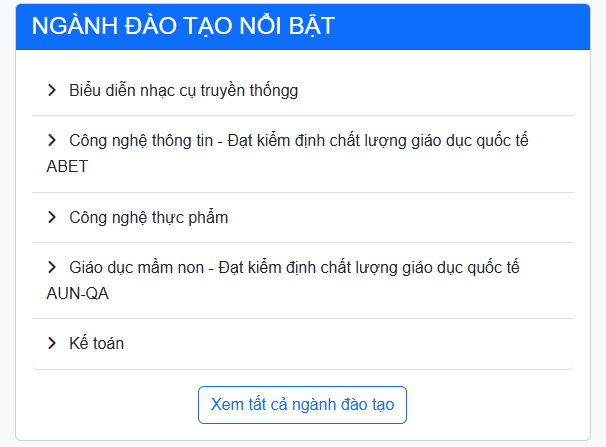 NGÀNH ĐÀO TẠO NỔI BẬT
Biểu diễn nhạc cụ truyền thốngg
Công nghệ thông tin - Đạt kiểm định chất lượng giáo dục quốc tế
ABET
Công nghệ thực phẩm
Giáo dục mầm non - Đạt kiểm định chất lượng giáo dục quốc tế
AUN-QA
Kế toán
Xem tất cả ngành đào tạo